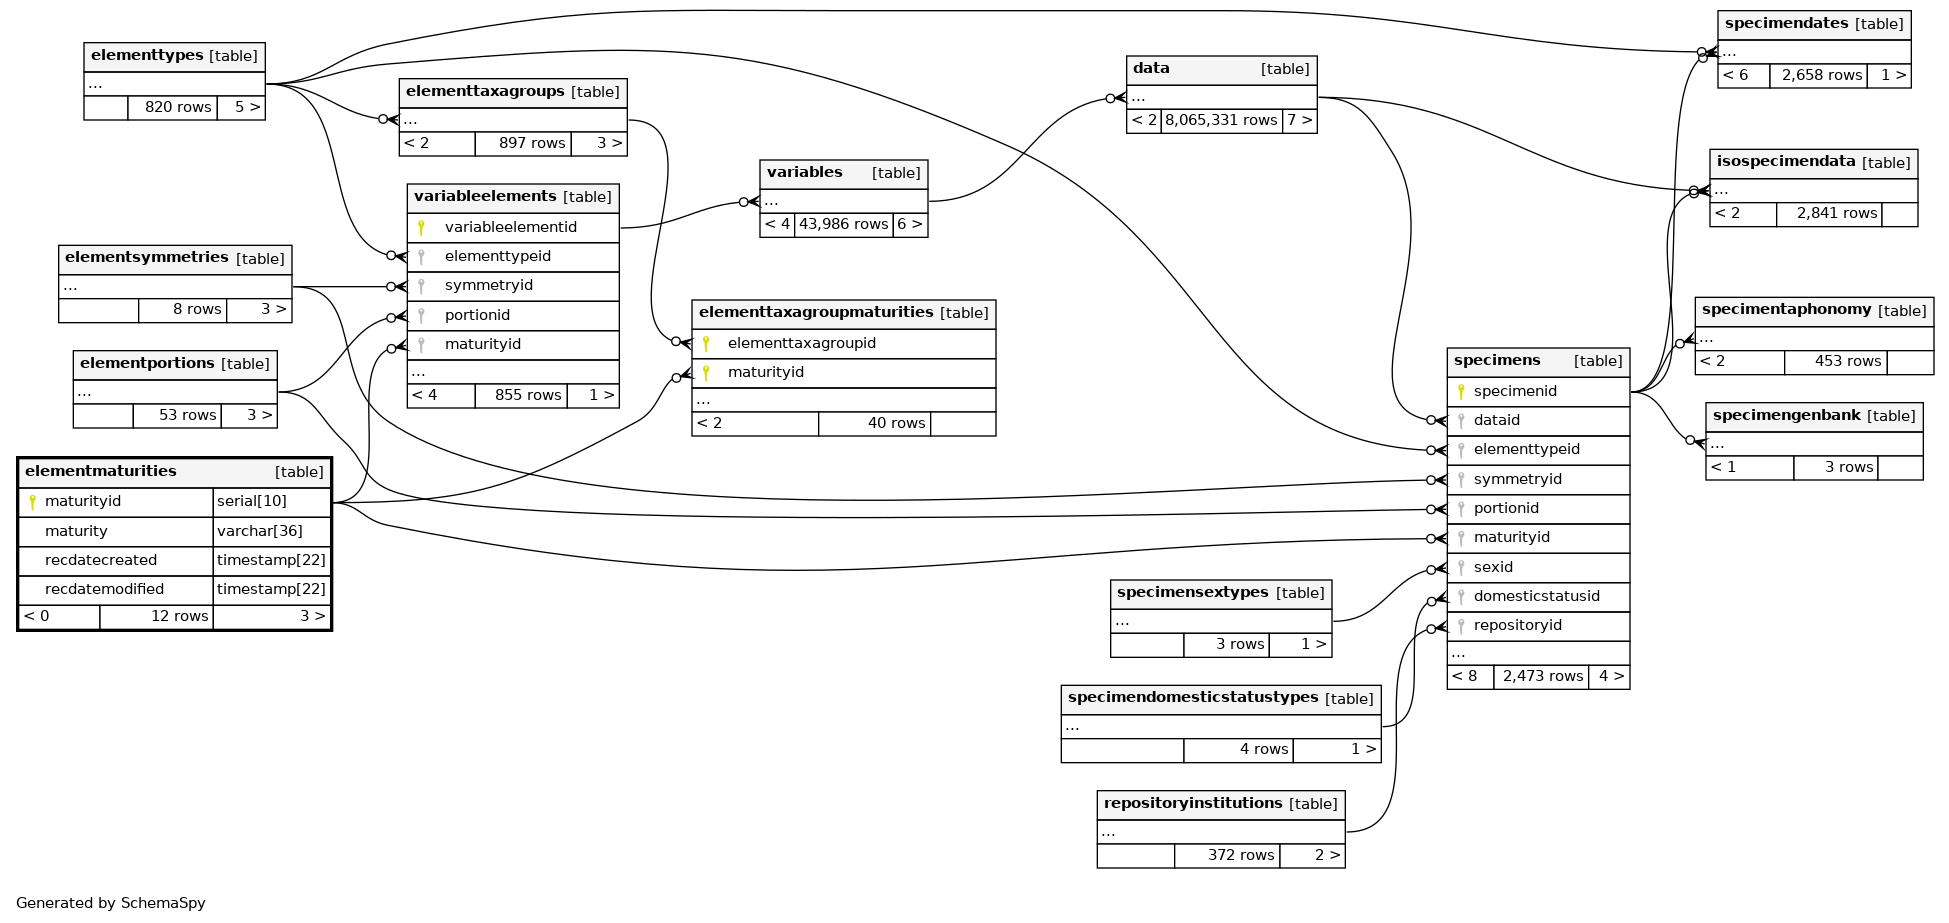 elementtypes [table]
...
820 rows 5 >
elementtaxagroups [table]
...
< 2 897 rows 3 >
variableelements [table]
variableelementid
elementtypeid
symmetryid
portionid
maturityid
...
< 4 855 rows 1 >
elementsymmetries [table]
...
8 rows 3 >
elementportions [table]
...
53 rows 3 >
elementmaturities [table]
maturityid serial[10]
maturity varchar[36]
recdatecreated timestamp[22]
recdatemodified timestamp[22]
< 0 12 rows 3 >
variables [table]
...
< 4 43,986 rows 6 >
elementtaxagroupmaturities [table]
elementtaxagroupid
maturityid
...
< 2 40 rows
data [table]
...
< 2 8,065,331 rows 7 >
specimens [table]
specimenid
dataid
elementtypeid
symmetryid
portionid
maturityid
sexid
domesticstatusid
repositoryid
...
< 8 2,473 rows 4 >
specimensextypes [table]
...
3 rows 1 >
specimendomesticstatustypes [table]
...
4 rows 1 >
repositoryinstitutions [table]
...
372 rows 2 >
specimendates [table]
...
< 6 2,658 rows 1 >
isospecimendata [table]
...
< 2 2,841 rows
specimentaphonomy [table]
...
< 2 453 rows
specimengenbank [table]
...
< 1 3 rows
Generated by SchemaSpy